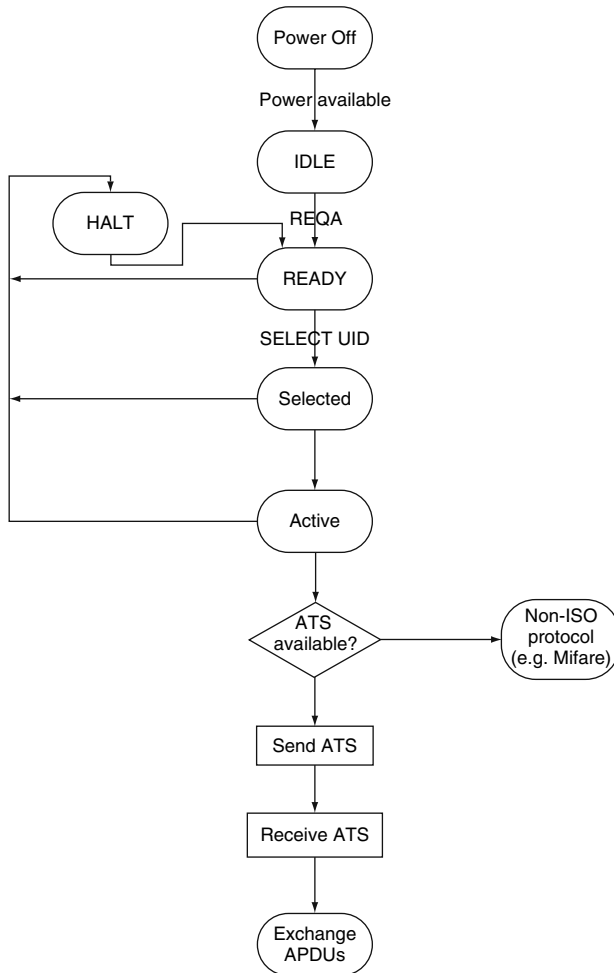 Power Off
Power available
IDLE
HALT
REQA
READY
SELECT UID
Selected
Active
ATS
available?
Non-ISO
protocol
(e.g. Mifare)
Send ATS
Receive ATS
Exchange
APDUs